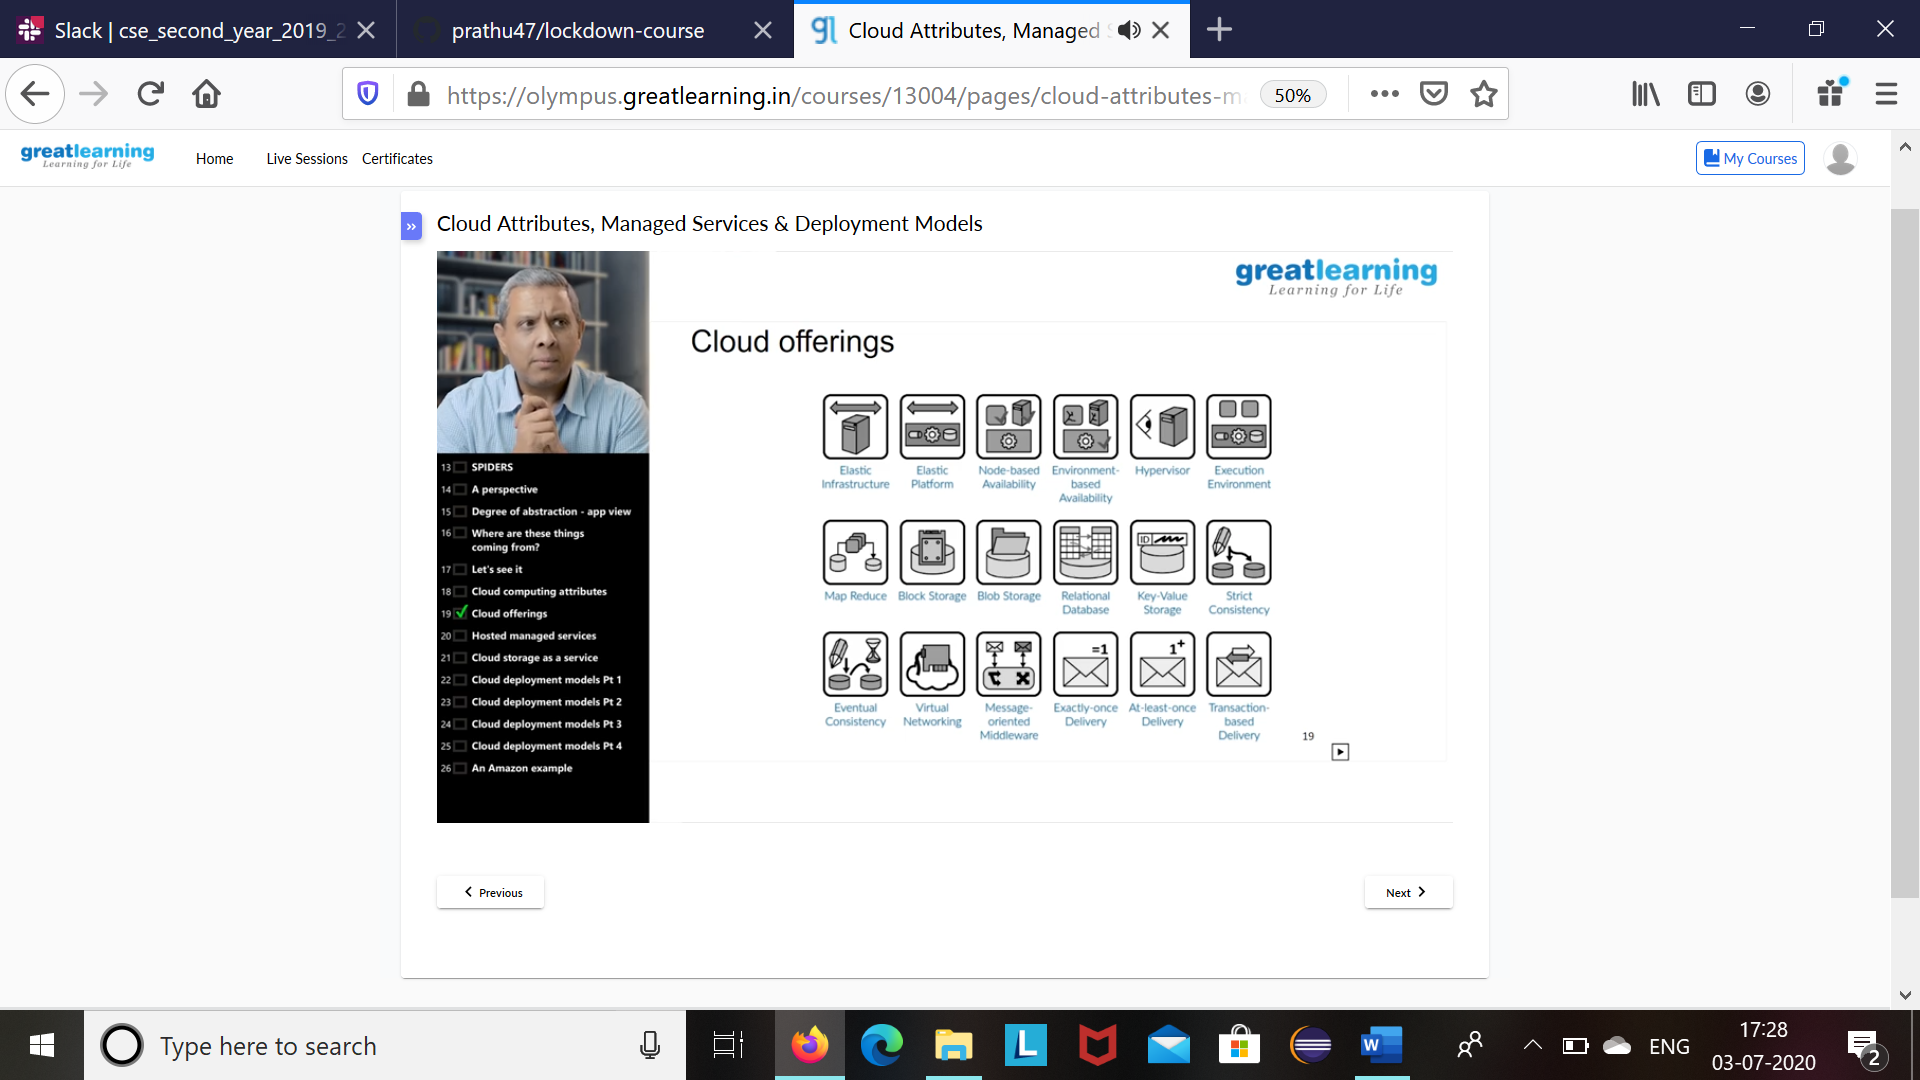 Slack | cse_second_year_2019_2
prathu47/lockdown-course
Cloud Attributes, Managed S
https://olympus.greatlearning.in/courses/13004/pages/cloud-attributes-m
50%
greatlearning
Learning for Life
Home
Live Sessions
Certificates
My Courses
Cloud Attributes, Managed Services & Deployment Models
greatlearning
Learning for Life
Cloud offerings
13 SPIDERS
14 A perspective
15 Degree of abstraction - app view
16 Where are these things
coming from?
17 Let's see it
18 Cloud computing attributes
19 Cloud offerings
20 Hosted managed services
21 Cloud storage as a service
22 Cloud deployment models Pt 1
23 Cloud deployment models Pt 2
24 Cloud deployment models Pt 3
25 Cloud deployment models Pt 4
26 An Amazon example
Elastic
Infrastructure
Elastic
Platform
Node-based
Availability
Environment-
based
Availability
Hypervisor
Execution
Environment
Map Reduce
Block Storage
Blob Storage
Relational
Database
ID
Key-Value
Storage
Strict
Consistency
Eventual
Consistency
Virtual
Networking
Message-
oriented
Middleware
=1
Exactly-once
Delivery
1+
At-least-once
Delivery
Transaction-
based
Delivery
19
Previous
Next
Type here to search
L
W
ENG
17:28
03-07-2020
2